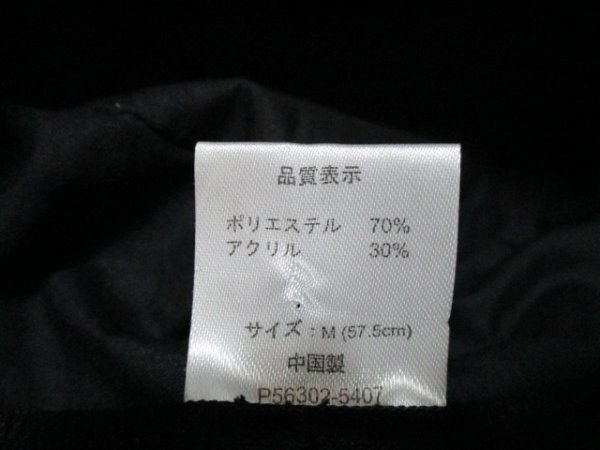 品質表示
ポリエステル 70%
アクリル 30%
サイズ : M (57.5cm)
中国製
P56302-5407